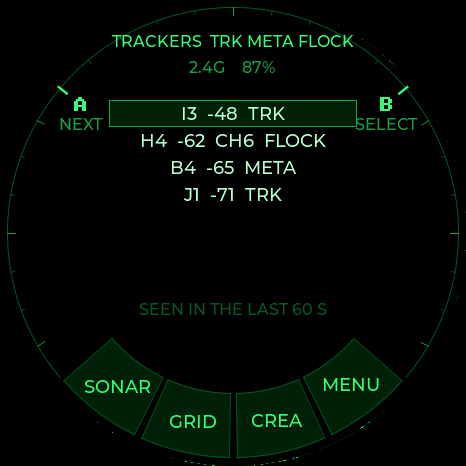 TRACKERS TRK META FLOCK
2.4G 87%
A
NEXT
B
SELECT
I3 -48 TRK
H4 -62 CH6 FLOCK
B4 -65 META
J1 -71 TRK
SEEN IN THE LAST 60 S
SONAR
GRID
CREA
MENU